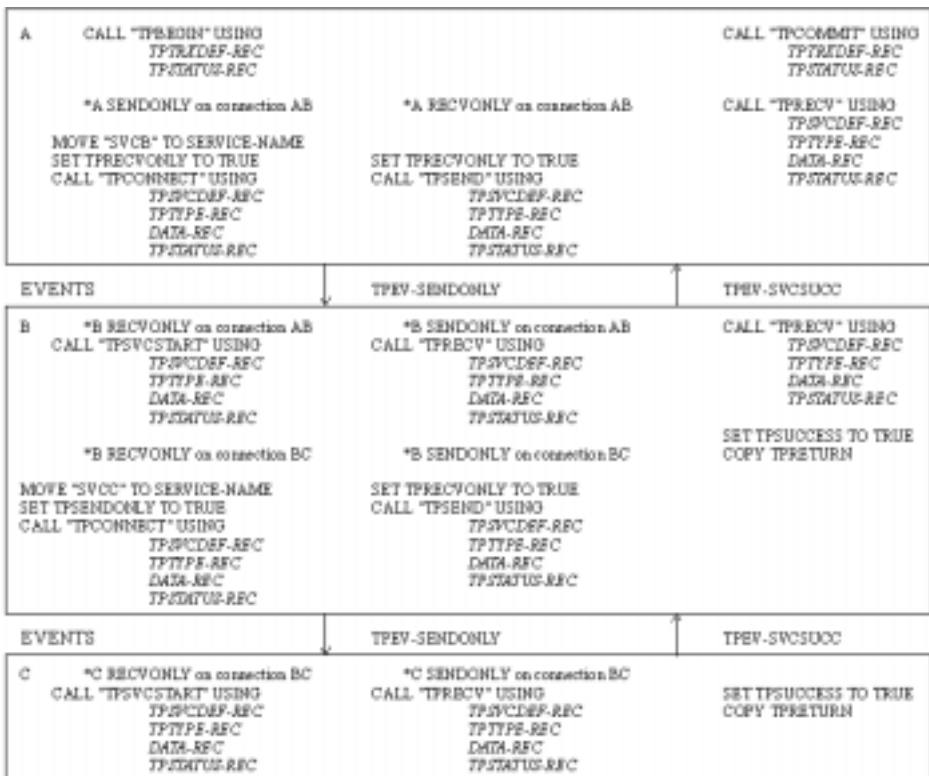 A CALL "TPBEGIN" USING
TPTRXDEF-REC
TPSTATUS-REC
*A SENDONLY on connection AB
MOVE "SVCB" TO SERVICE-NAME
SET TPRECVONLY TO TRUE
CALL "TPCONNECT" USING
TPSVCDEF-REC
TPTYPE-REC
DATA-REC
TPSTATUS-REC
*A RECVONLY on connection AB
SET TPRECVONLY TO TRUE
CALL "TPSEND" USING
TPSVCDEF-REC
TPTYPE-REC
DATA-REC
TPSTATUS-REC
CALL "TPCOMMIT" USING
TPTRXDEF-REC
TPSTATUS-REC
CALL "TPRECV" USING
TPSVCDEF-REC
TPTYPE-REC
DATA-REC
TPSTATUS-REC
EVENTS
TPEV-SENDONLY
TPEV-SVCSUCC
B *B RECVONLY on connection AB
CALL "TPSVCSTART" USING
TPSVCDEF-REC
TPTYPE-REC
DATA-REC
TPSTATUS-REC
*B RECVONLY on connection BC
MOVE "SVCC" TO SERVICE-NAME
SET TPSENDONLY TO TRUE
CALL "TPCONNECT" USING
TPSVCDEF-REC
TPTYPE-REC
DATA-REC
TPSTATUS-REC
*B SENDONLY on connection AB
CALL "TPRECV" USING
TPSVCDEF-REC
TPTYPE-REC
DATA-REC
TPSTATUS-REC
*B SENDONLY on connection BC
SET TPRECVONLY TO TRUE
CALL "TPSEND" USING
TPSVCDEF-REC
TPTYPE-REC
DATA-REC
TPSTATUS-REC
CALL "TPRECV" USING
TPSVCDEF-REC
TPTYPE-REC
DATA-REC
TPSTATUS-REC
SET TPSUCCESS TO TRUE
COPY TPRETURN
EVENTS
TPEV-SENDONLY
TPEV-SVCSUCC
C *C RECVONLY on connection BC
CALL "TPSVCSTART" USING
TPSVCDEF-REC
TPTYPE-REC
DATA-REC
TPSTATUS-REC
*C SENDONLY on connection BC
CALL "TPRECV" USING
TPSVCDEF-REC
TPTYPE-REC
DATA-REC
TPSTATUS-REC
SET TPSUCCESS TO TRUE
COPY TPRETURN